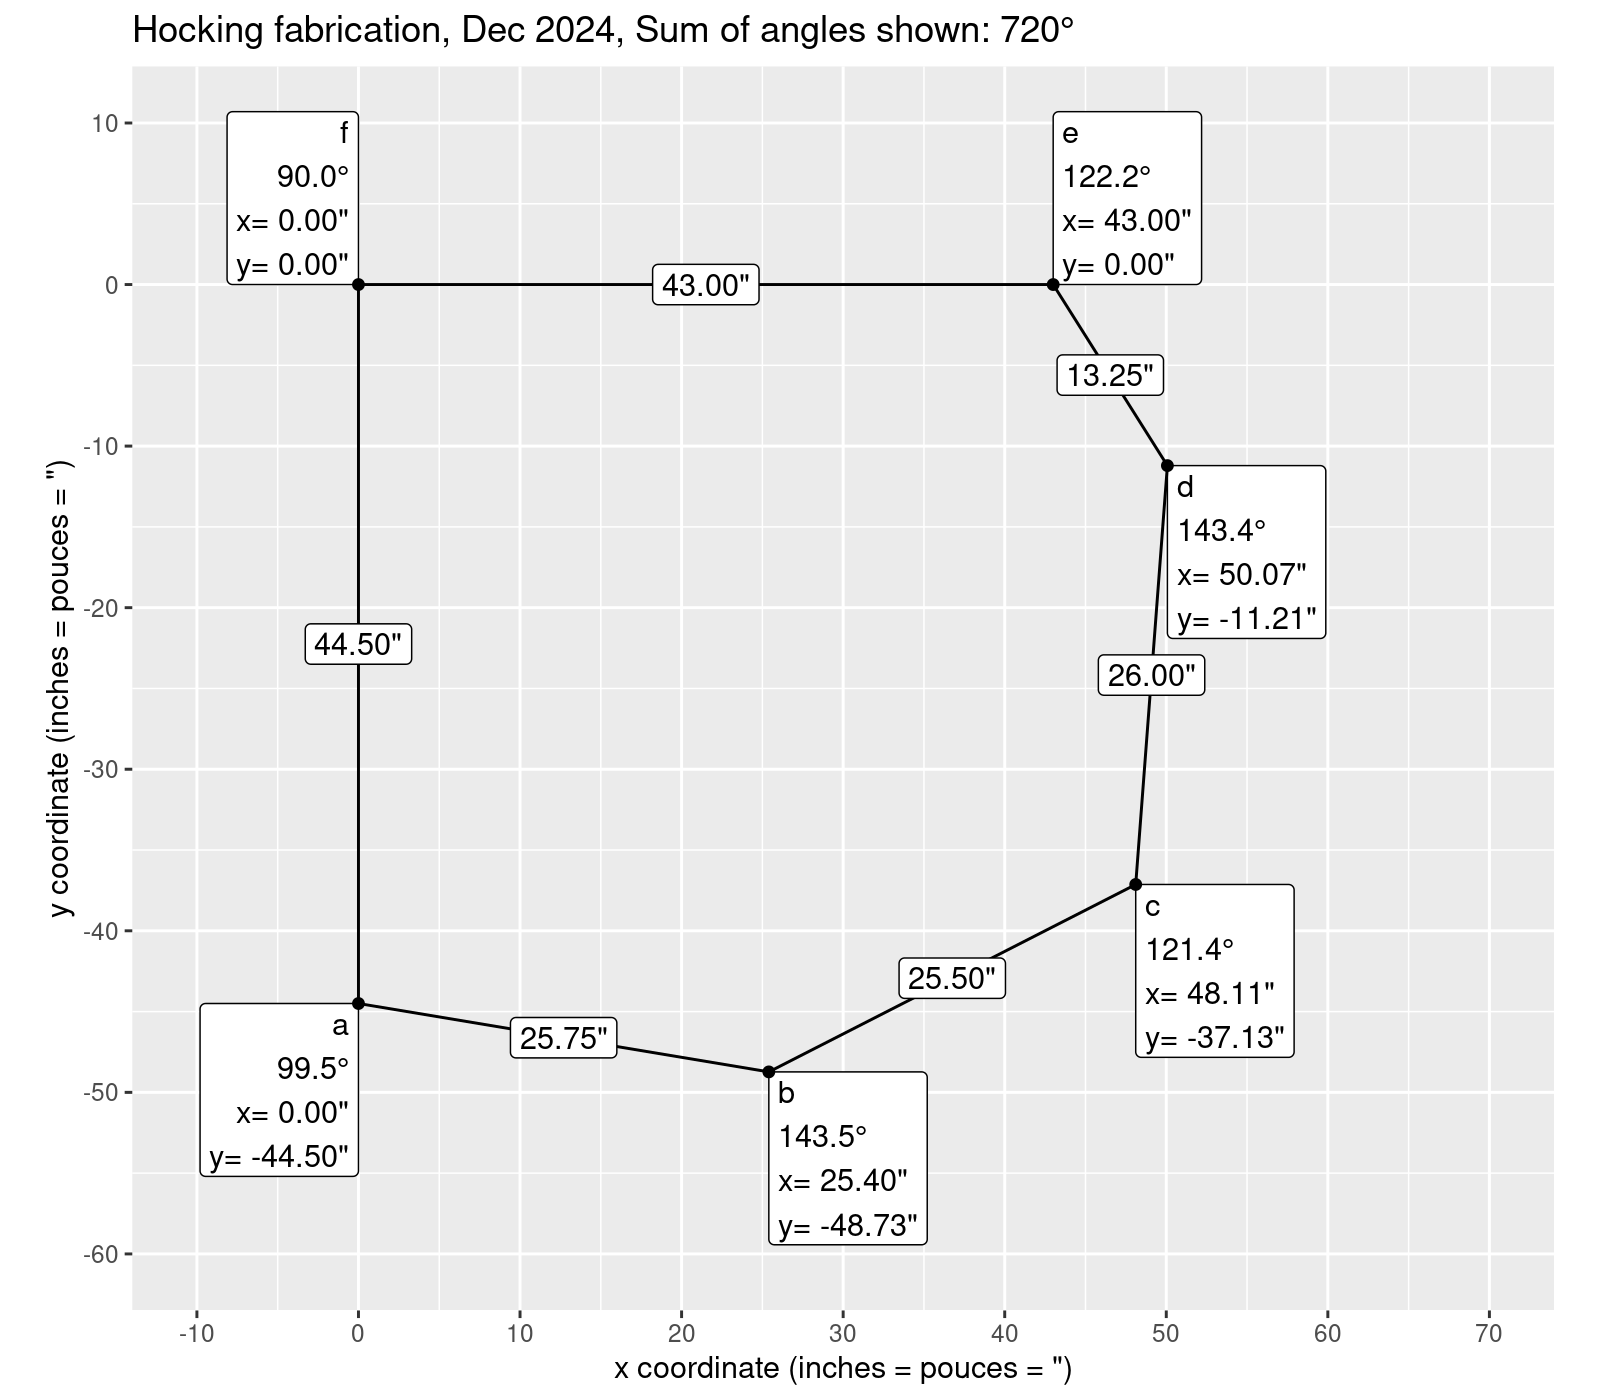 Hocking fabrication, Dec 2024, Sum of angles shown: 720°
f
90.0°
x= 0.00"
y= 0.00"
e
122.2°
x= 43.00"
y= 0.00"
43.00"
13.25"
d
143.4°
x= 50.07"
y= -11.21"
44.50"
26.00"
c
121.4°
x= 48.11"
y= -37.13"
25.50"
a
99.5°
x= 0.00"
y= -44.50"
25.75"
b
143.5°
x= 25.40"
y= -48.73"
10
0
-10
-20
-30
-40
-50
-60
y coordinate (inches = pouces = ")
-10
0
10
20
30
40
50
60
70
x coordinate (inches = pouces = ")